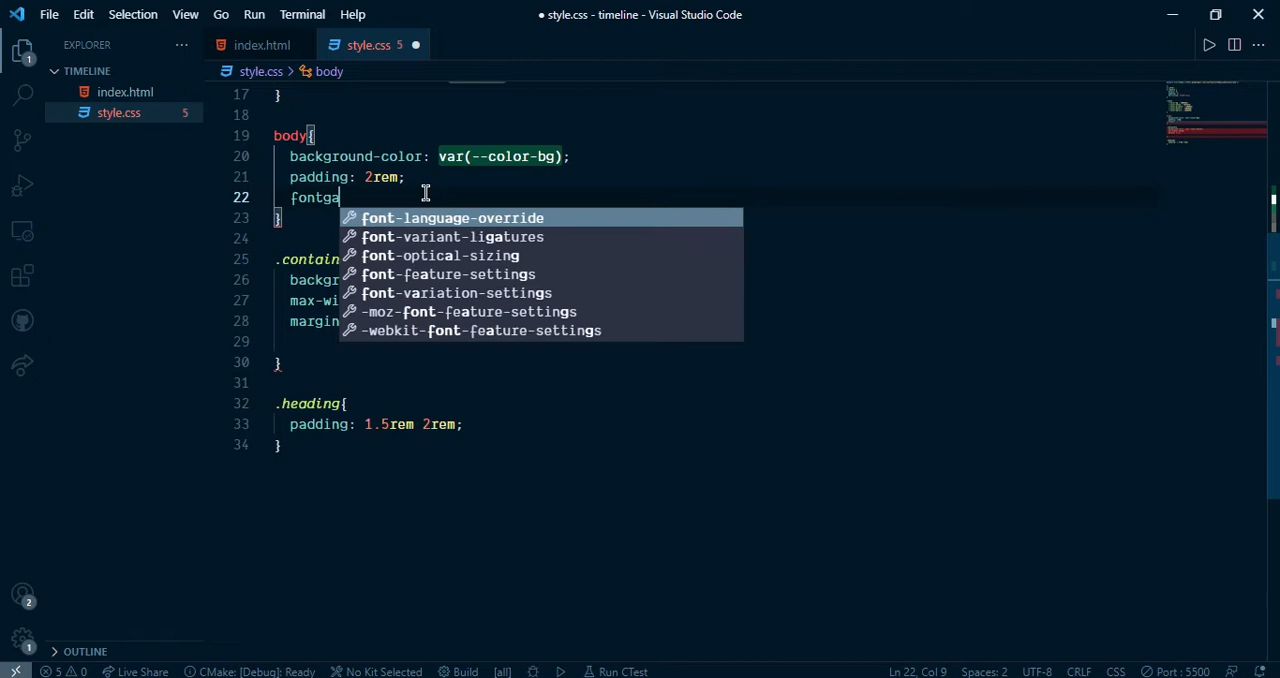 File Edit Selection View Go Run Terminal Help
● style.css - timeline - Visual Studio Code
EXPLORER
index.html
style.css 5
TIMELINE
style.css > body
index.html
style.css 5
17 }
18
19 body{
20 background-color: var(--color-bg);
21 padding: 2rem;
22 fontga
font-language-override
23 }
font-variant-ligatures
24
font-optical-sizing
25 .contain
font-feature-settings
26 backgr
font-variation-settings
27 max-wi
-moz-font-feature-settings
28 margin
-webkit-font-feature-settings
29
30 }
31
32 .heading{
33 padding: 1.5rem 2rem;
34 }
1
2
1
OUTLINE
5 0 Live Share CMake: [Debug]: Ready No Kit Selected Build [all] Run CTest Ln 22, Col 9 Spaces: 2 UTF-8 CRLF CSS Port : 5500